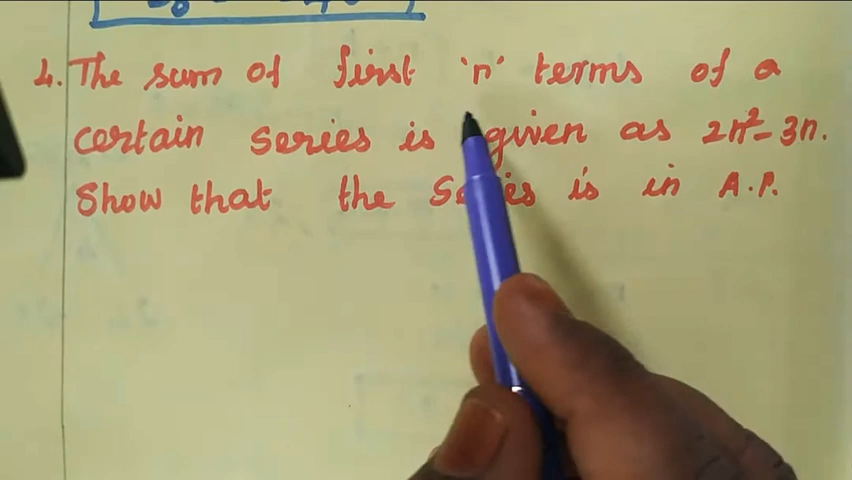 4. The sum of first 'n' terms of a
certain series is given as 2n²- 3n.
Show that the Series is in A.P.